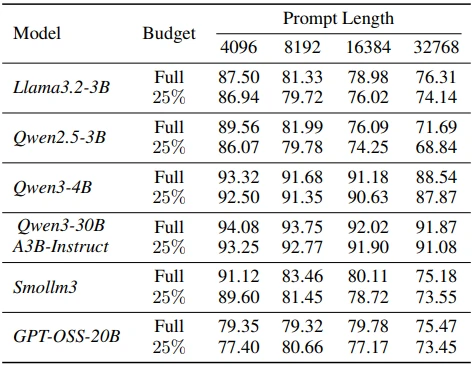 Model Budget Prompt Length
4096 8192 16384 32768
Llama3.2-3B Full 87.50 81.33 78.98 76.31
25% 86.94 79.72 76.02 74.14
Qwen2.5-3B Full 89.56 81.99 76.09 71.69
25% 86.07 79.78 74.25 68.84
Qwen3-4B Full 93.32 91.68 91.18 88.54
25% 92.50 91.35 90.63 87.87
Qwen3-30B Full 94.08 93.75 92.02 91.87
A3B-Instruct 25% 93.25 92.77 91.90 91.08
Smollm3 Full 91.12 83.46 80.11 75.18
25% 89.60 81.45 78.72 73.55
GPT-OSS-20B Full 79.35 79.32 79.78 75.47
25% 77.40 80.66 77.17 73.45